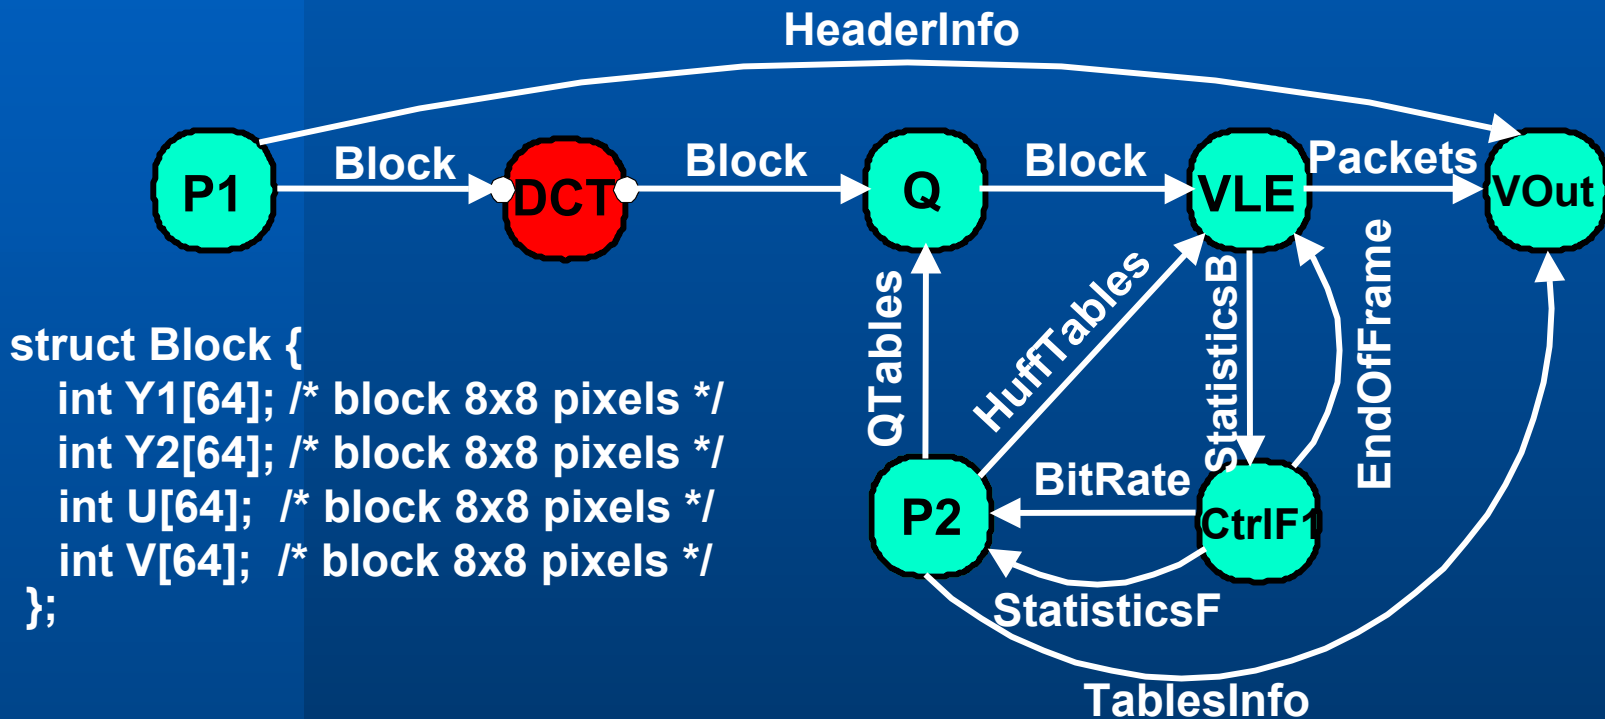 HeaderInfo
P1
Block
DCT
Block
Q
Block
VLE
Packets
VOut
QTables
HuffTables
StatisticsB
EndOfFrame
struct Block {
int Y1[64]; /* block 8x8 pixels */
int Y2[64]; /* block 8x8 pixels */
int U[64]; /* block 8x8 pixels */
int V[64]; /* block 8x8 pixels */
};
P2
BitRate
CtrlF1
StatisticsF
TablesInfo